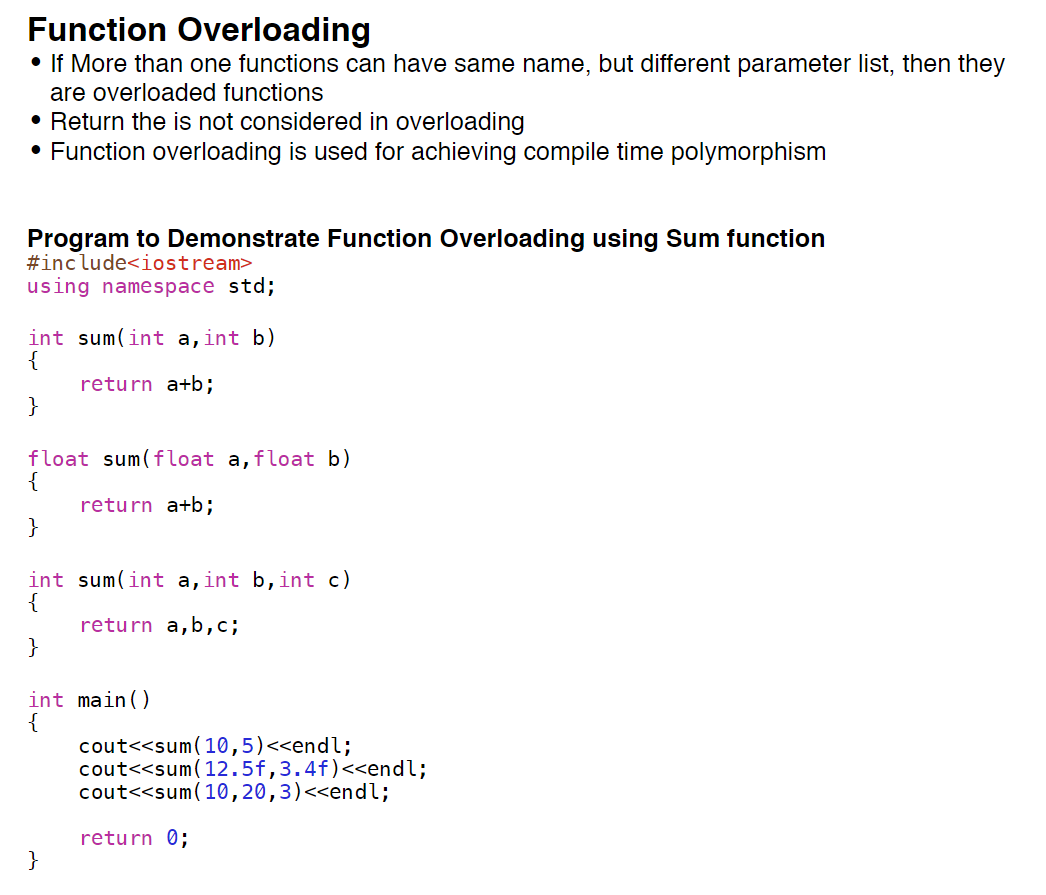 Function Overloading
• If More than one functions can have same name, but different parameter list, then they
are overloaded functions
• Return the is not considered in overloading
• Function overloading is used for achieving compile time polymorphism
Program to Demonstrate Function Overloading using Sum function
#include<iostream>
using namespace std;
int sum(int a,int b)
{
    return a+b;
}
float sum(float a,float b)
{
    return a+b;
}
int sum(int a,int b,int c)
{
    return a,b,c;
}
int main()
{
    cout<<sum(10,5)<<endl;
    cout<<sum(12.5f,3.4f)<<endl;
    cout<<sum(10,20,3)<<endl;
    return 0;
}